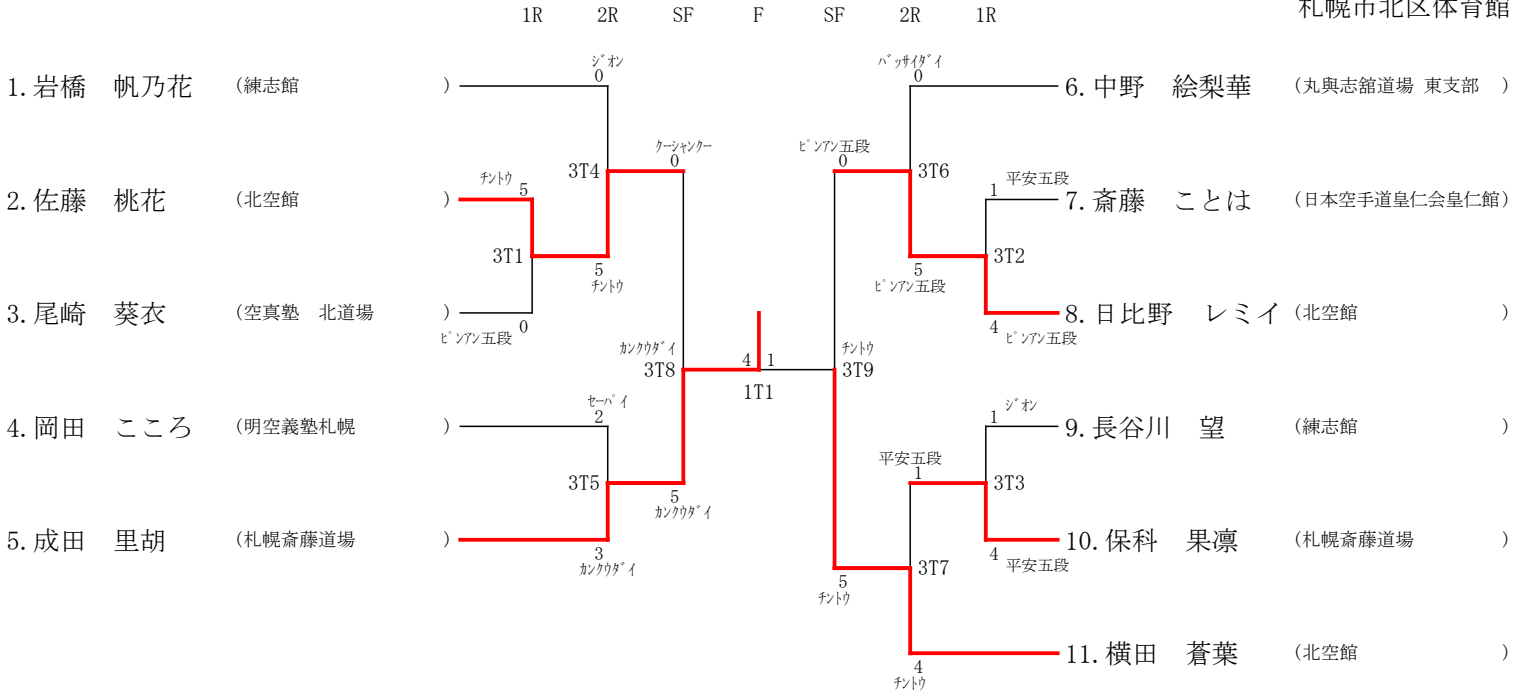 札幌市北区体育館
1R 2R SF F SF 2R 1R
ジオン
0
バッサイダイ
0
1.岩橋 帆乃花 (練志館 )
6.中野 絵梨華 (丸興志舘道場 東支部 )
クーシャンクー
0
ピンアン五段
0
3T4
3T6
チントウ
5
1
平安五段
2.佐藤 桃花 (北空館 )
7.斎藤 ことは (日本空手道皇仁会皇仁館)
3T1
3T2
5
チントウ
5
ピンアン五段
3.尾崎 葵衣 (空真塾 北道場 )
8.日比野 レミイ (北空館 )
ピンアン五段
0
4
ピンアン五段
カンクウダイ
3T8
4
1
チントウ
3T9
1T1
セーパイ
2
1
ジオン
4.岡田 こころ (明空義塾札幌 )
9.長谷川 望 (練志館 )
平安五段
1
3T5
3T3
5
カンクウダイ
5.成田 里胡 (札幌斎藤道場 )
10.保科 果凛 (札幌斎藤道場 )
3
カンクウダイ
4
平安五段
3T7
5
チントウ
11.横田 蒼葉 (北空館 )
4
チントウ